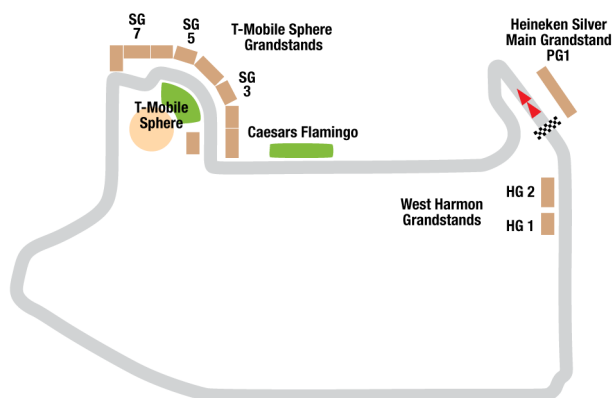 SG
7
SG
5
T-Mobile Sphere
Grandstands
SG
3
Heineken Silver
Main Grandstand
PG1
T-Mobile
Sphere
Caesars Flamingo
West Harmon
Grandstands
HG 2
HG 1